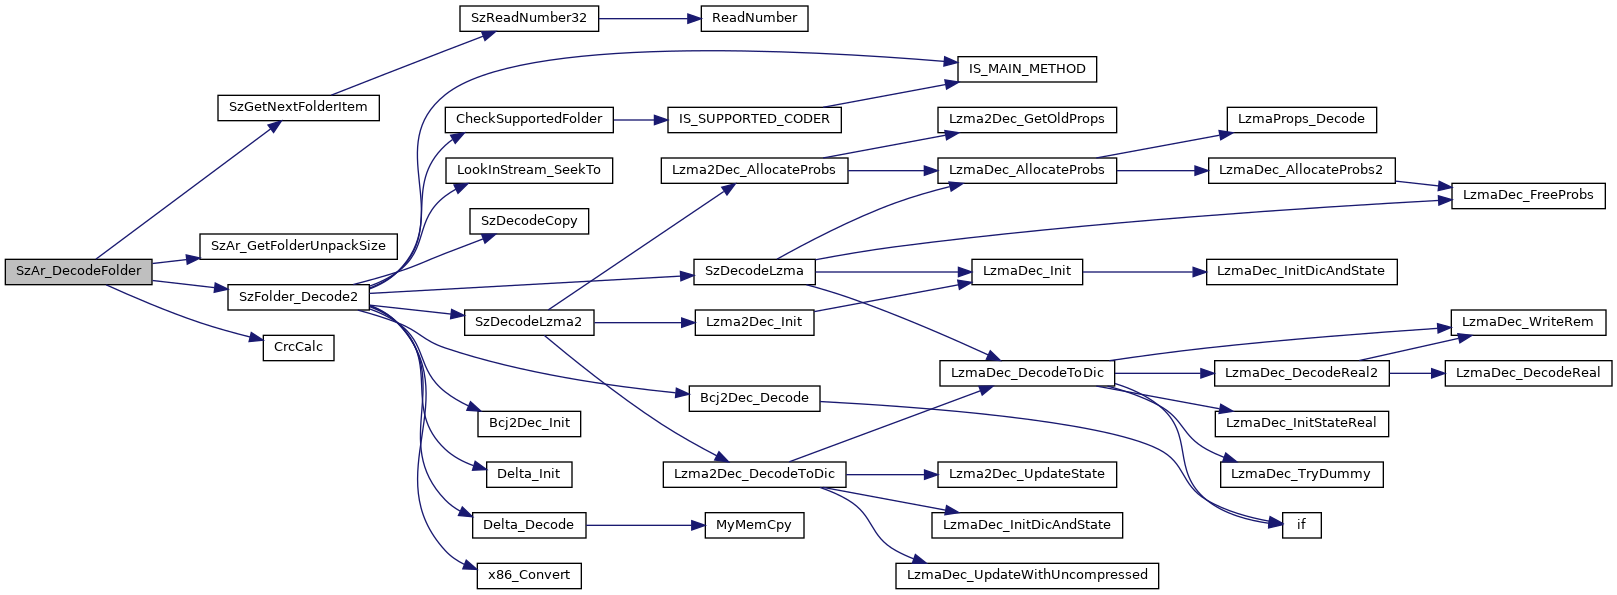 SzAr_DecodeFolder
SzGetNextFolderItem
SzReadNumber32
ReadNumber
SzAr_GetFolderUnpackSize
SzFolder_Decode2
CrcCalc
IS_MAIN_METHOD
CheckSupportedFolder
IS_SUPPORTED_CODER
LookInStream_SeekTo
SzDecodeCopy
SzDecodeLzma
SzDecodeLzma2
Lzma2Dec_AllocateProbs
Lzma2Dec_GetOldProps
LzmaDec_AllocateProbs
LzmaProps_Decode
LzmaDec_AllocateProbs2
LzmaDec_FreeProbs
LzmaDec_Init
LzmaDec_InitDicAndState
Lzma2Dec_Init
LzmaDec_DecodeToDic
LzmaDec_WriteRem
LzmaDec_DecodeReal2
LzmaDec_DecodeReal
LzmaDec_InitStateReal
LzmaDec_TryDummy
if
Bcj2Dec_Decode
Bcj2Dec_Init
Lzma2Dec_DecodeToDic
Lzma2Dec_UpdateState
LzmaDec_InitDicAndState
LzmaDec_UpdateWithUncompressed
Delta_Init
Delta_Decode
MyMemCpy
x86_Convert